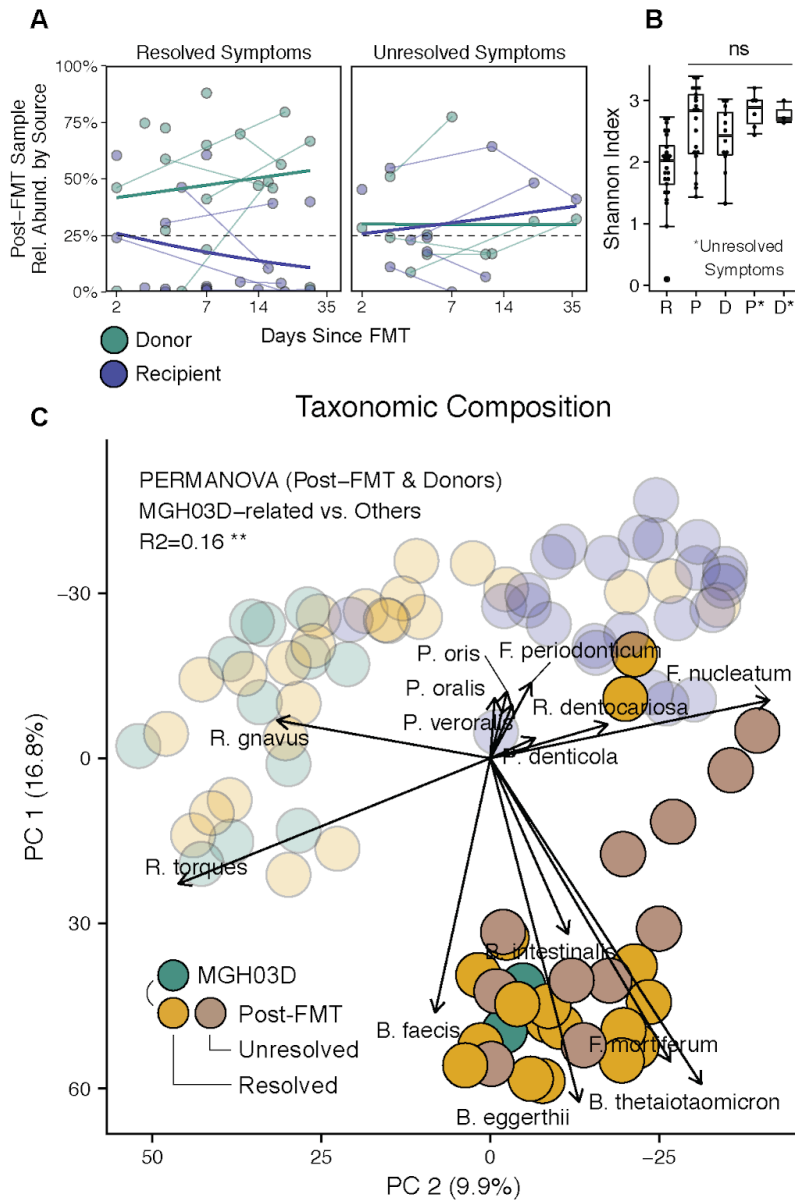 A
B
Resolved Symptoms
Unresolved Symptoms
ns
Post-FMT Sample
Rel. Abund. by Source
100%
75%
50%
25%
0%
2
7
14
35
2
7
14
35
Days Since FMT
Donor
Recipient
Shannon Index
3
2
1
0
*Unresolved
Symptoms
R
P
D
P*
D*
C
Taxonomic Composition
PERMANOVA (Post-FMT & Donors)
MGH03D-related vs. Others
R2=0.16 **
PC 1 (16.8%)
-30
0
30
60
P. oris
F. periodonticum
P. oralis
F. nucleatum
P. veroralis
R. dentocariosa
R. gnavus
P. denticola
R. torques
B. intestinalis
B. faecis
F. mortiferum
B. eggerthii
B. thetaiotaomicron
MGH03D
Post-FMT
Unresolved
Resolved
50
25
0
-25
PC 2 (9.9%)